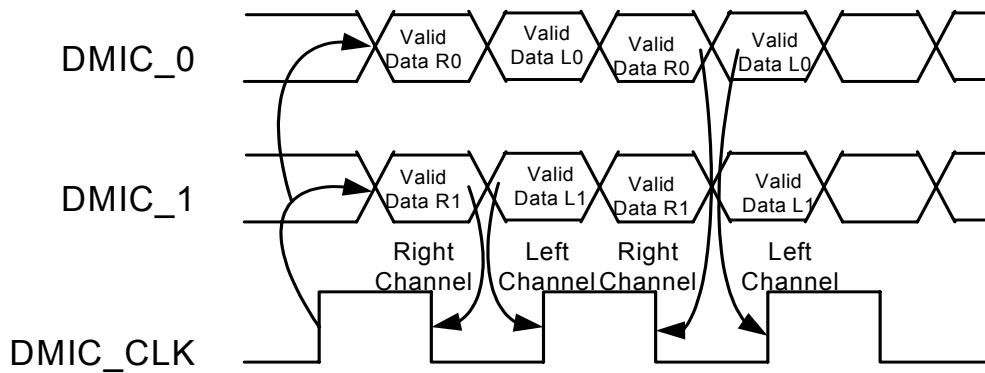 DMIC_0
Valid
Data R0
Valid
Data L0
Valid
Data R0
Valid
Data L0
DMIC_1
Valid
Data R1
Valid
Data L1
Valid
Data R1
Valid
Data L1
Right
Channel
Left
Channel
Right
Channel
Left
Channel
DMIC_CLK